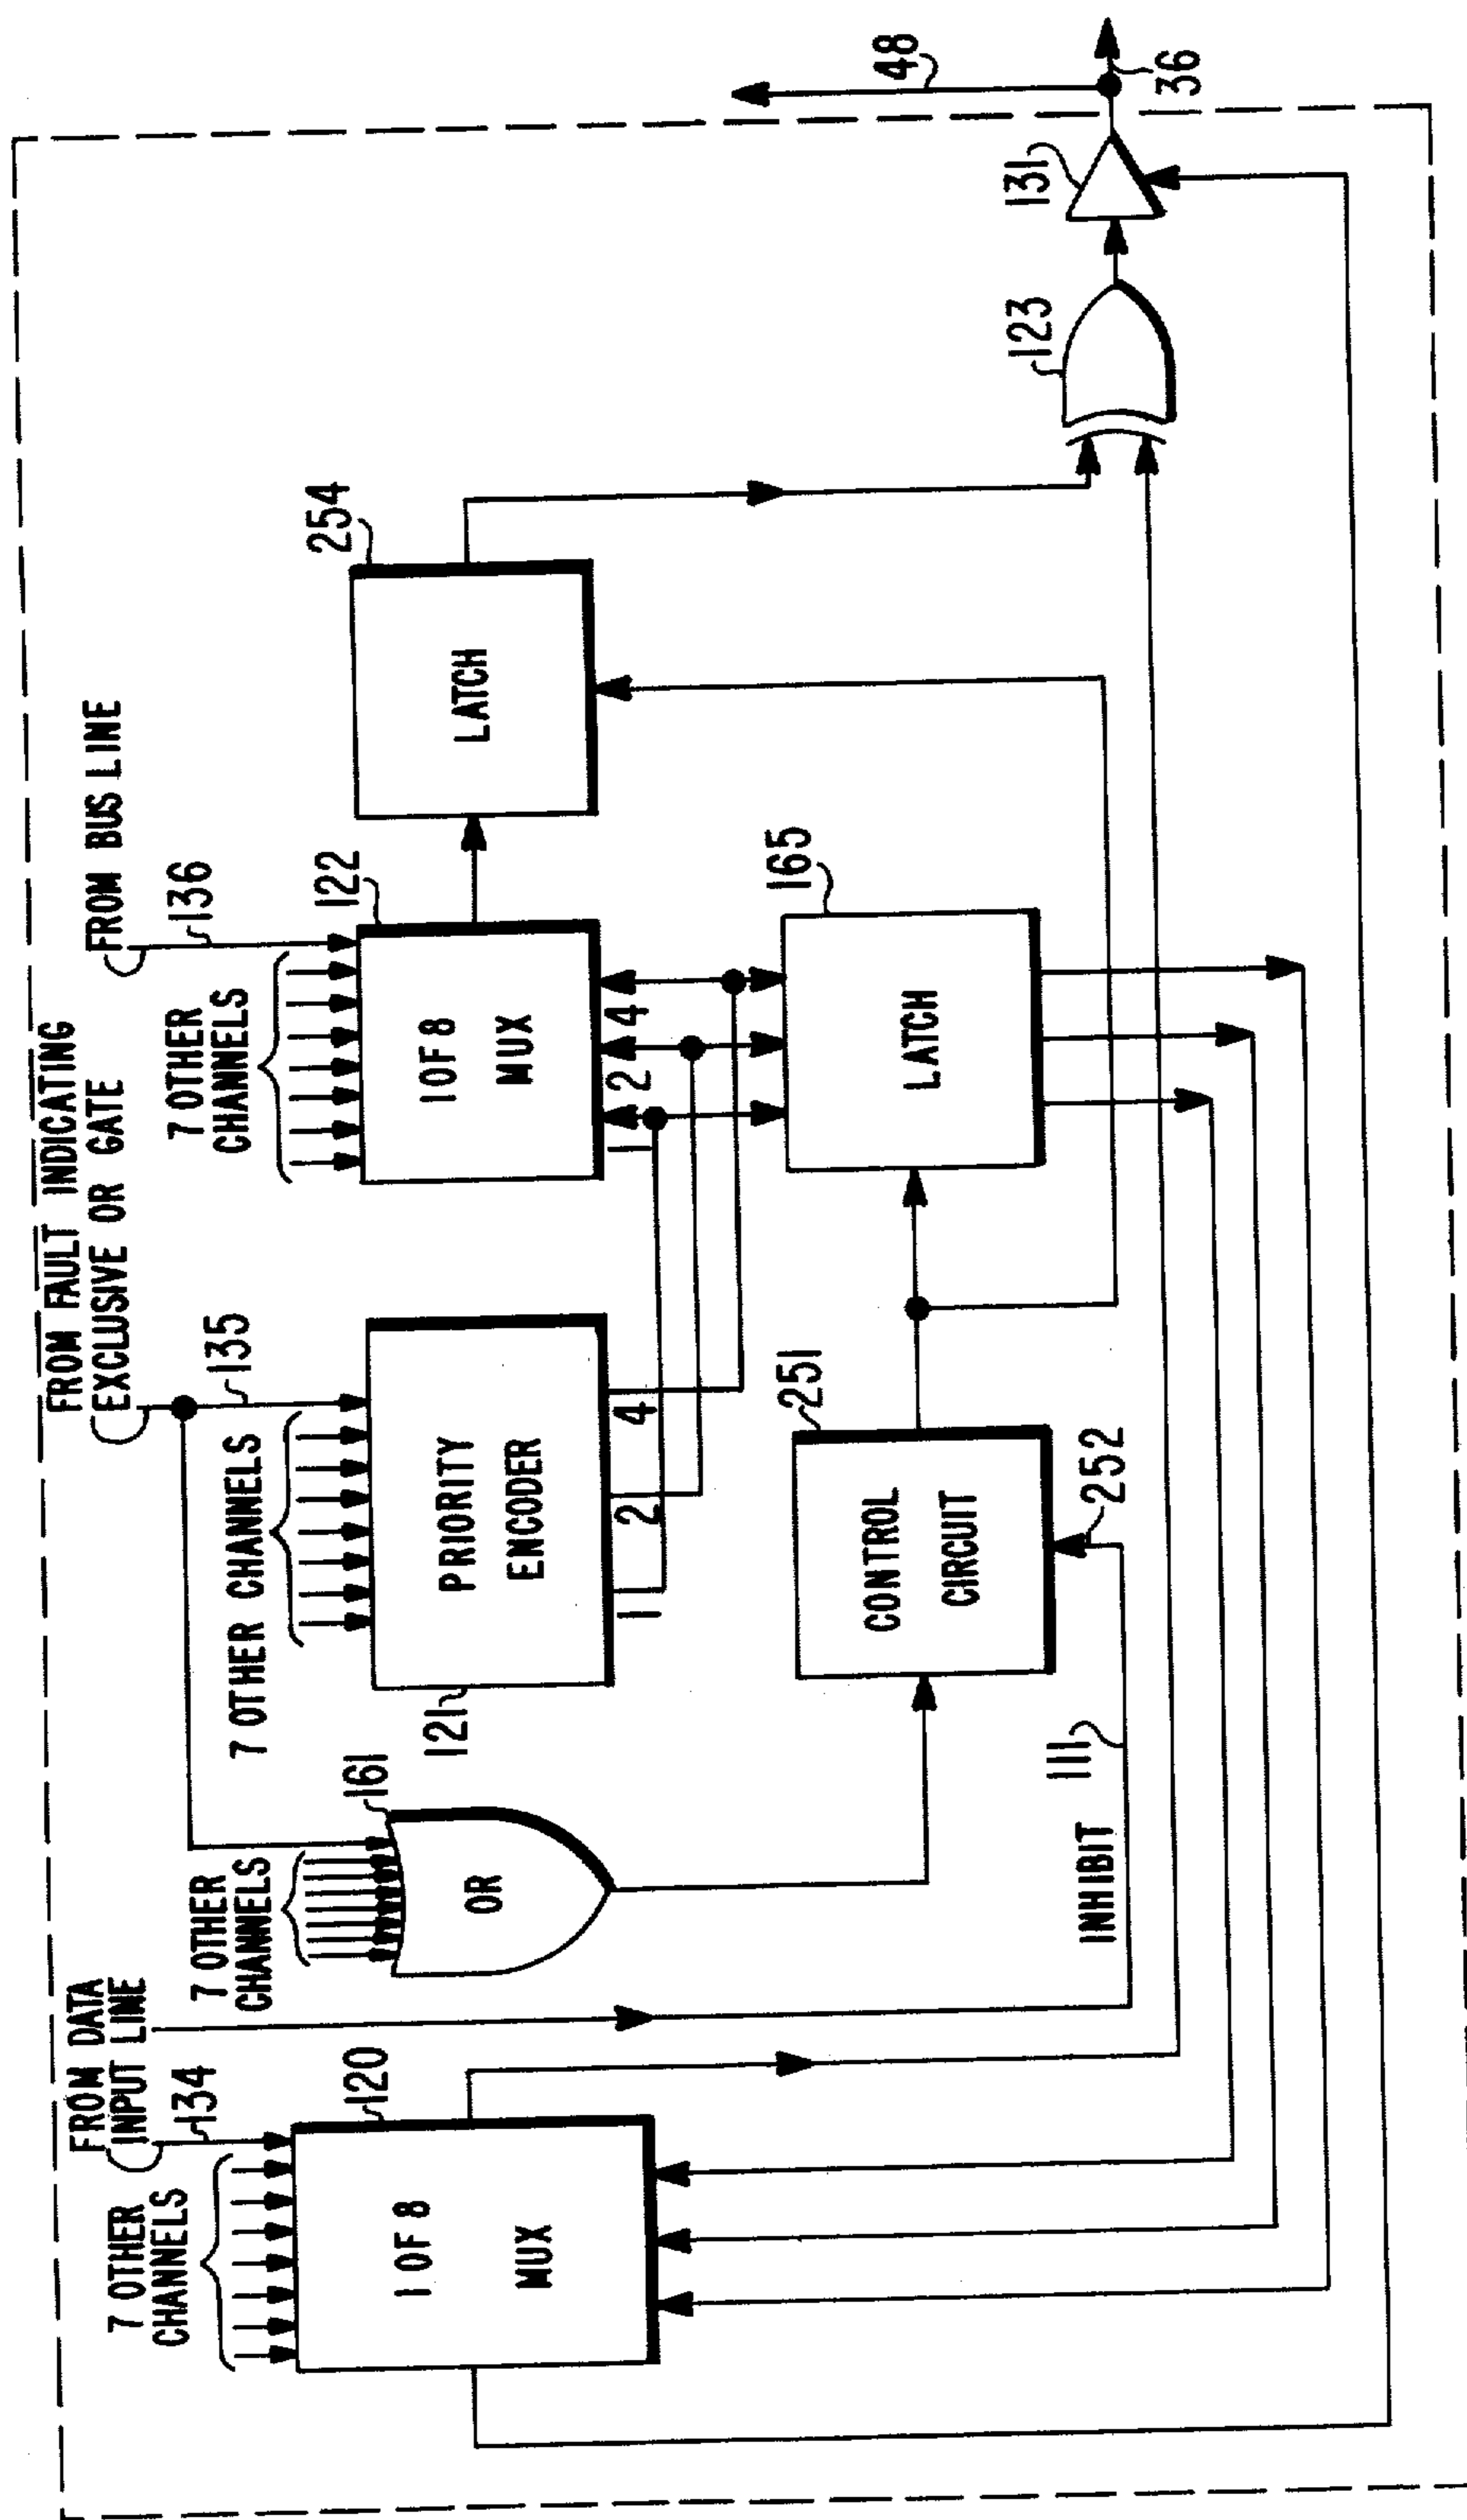 FROM DATA
INPUT LINE
134
7 OTHER
CHANNELS
120
1 OF 8
MUX
7 OTHER
CHANNELS
161
OR
FROM FAULT INDICATING
EXCLUSIVE OR GATE
135
7 OTHER CHANNELS
121
PRIORITY
ENCODER
1
2
4
FROM BUS LINE
136
7 OTHER
CHANNELS
122
1 OF 8
MUX
1
2
4
254
LATCH
INHIBIT
111
252
251
CONTROL
CIRCUIT
165
LATCH
123
131
48
36